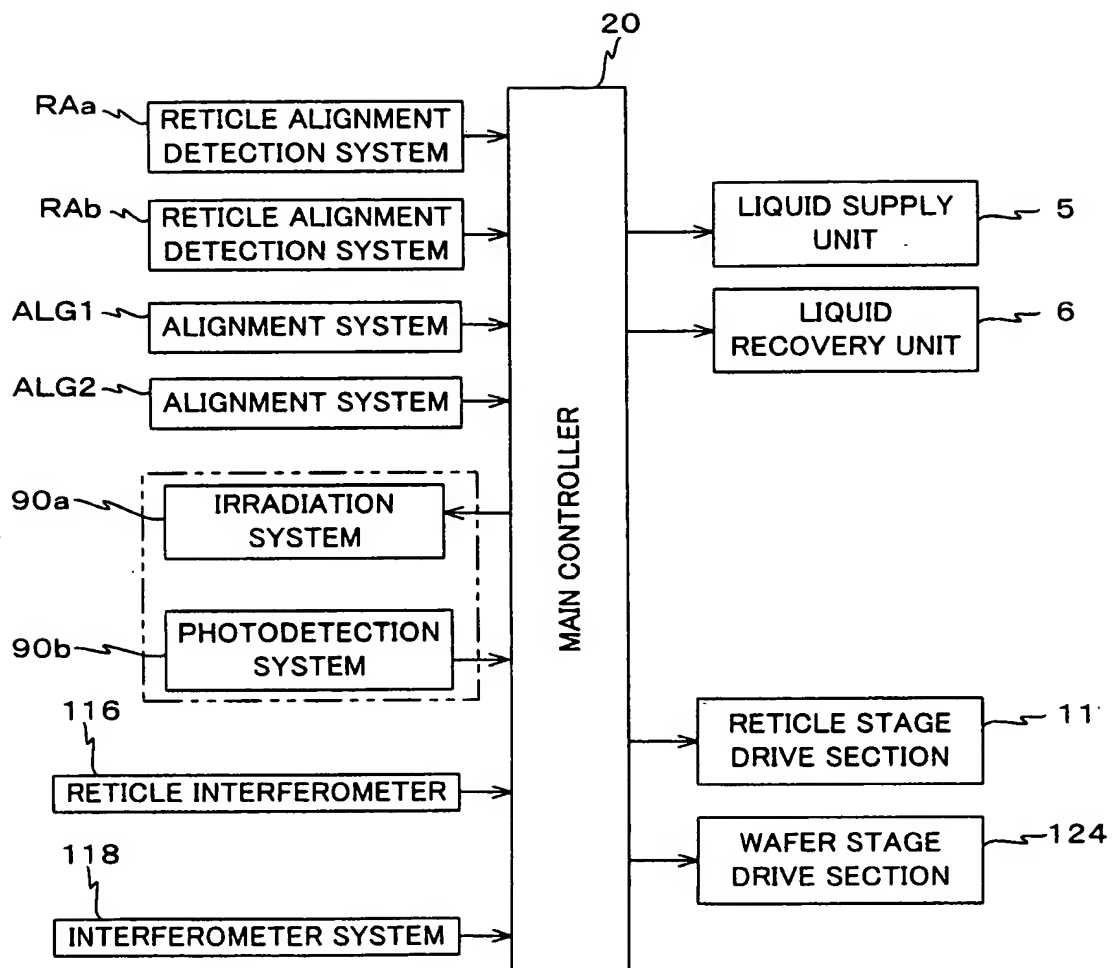 20
RAa
RETICLE ALIGNMENT
DETECTION SYSTEM
RAb
RETICLE ALIGNMENT
DETECTION SYSTEM
ALG1
ALIGNMENT SYSTEM
ALG2
ALIGNMENT SYSTEM
90a
IRRADIATION
SYSTEM
90b
PHOTODETECTION
SYSTEM
116
RETICLE INTERFEROMETER
118
INTERFEROMETER SYSTEM
MAIN CONTROLLER
LIQUID SUPPLY
UNIT
5
LIQUID
RECOVERY UNIT
6
RETICLE STAGE
DRIVE SECTION
11
WAFER STAGE
DRIVE SECTION
124